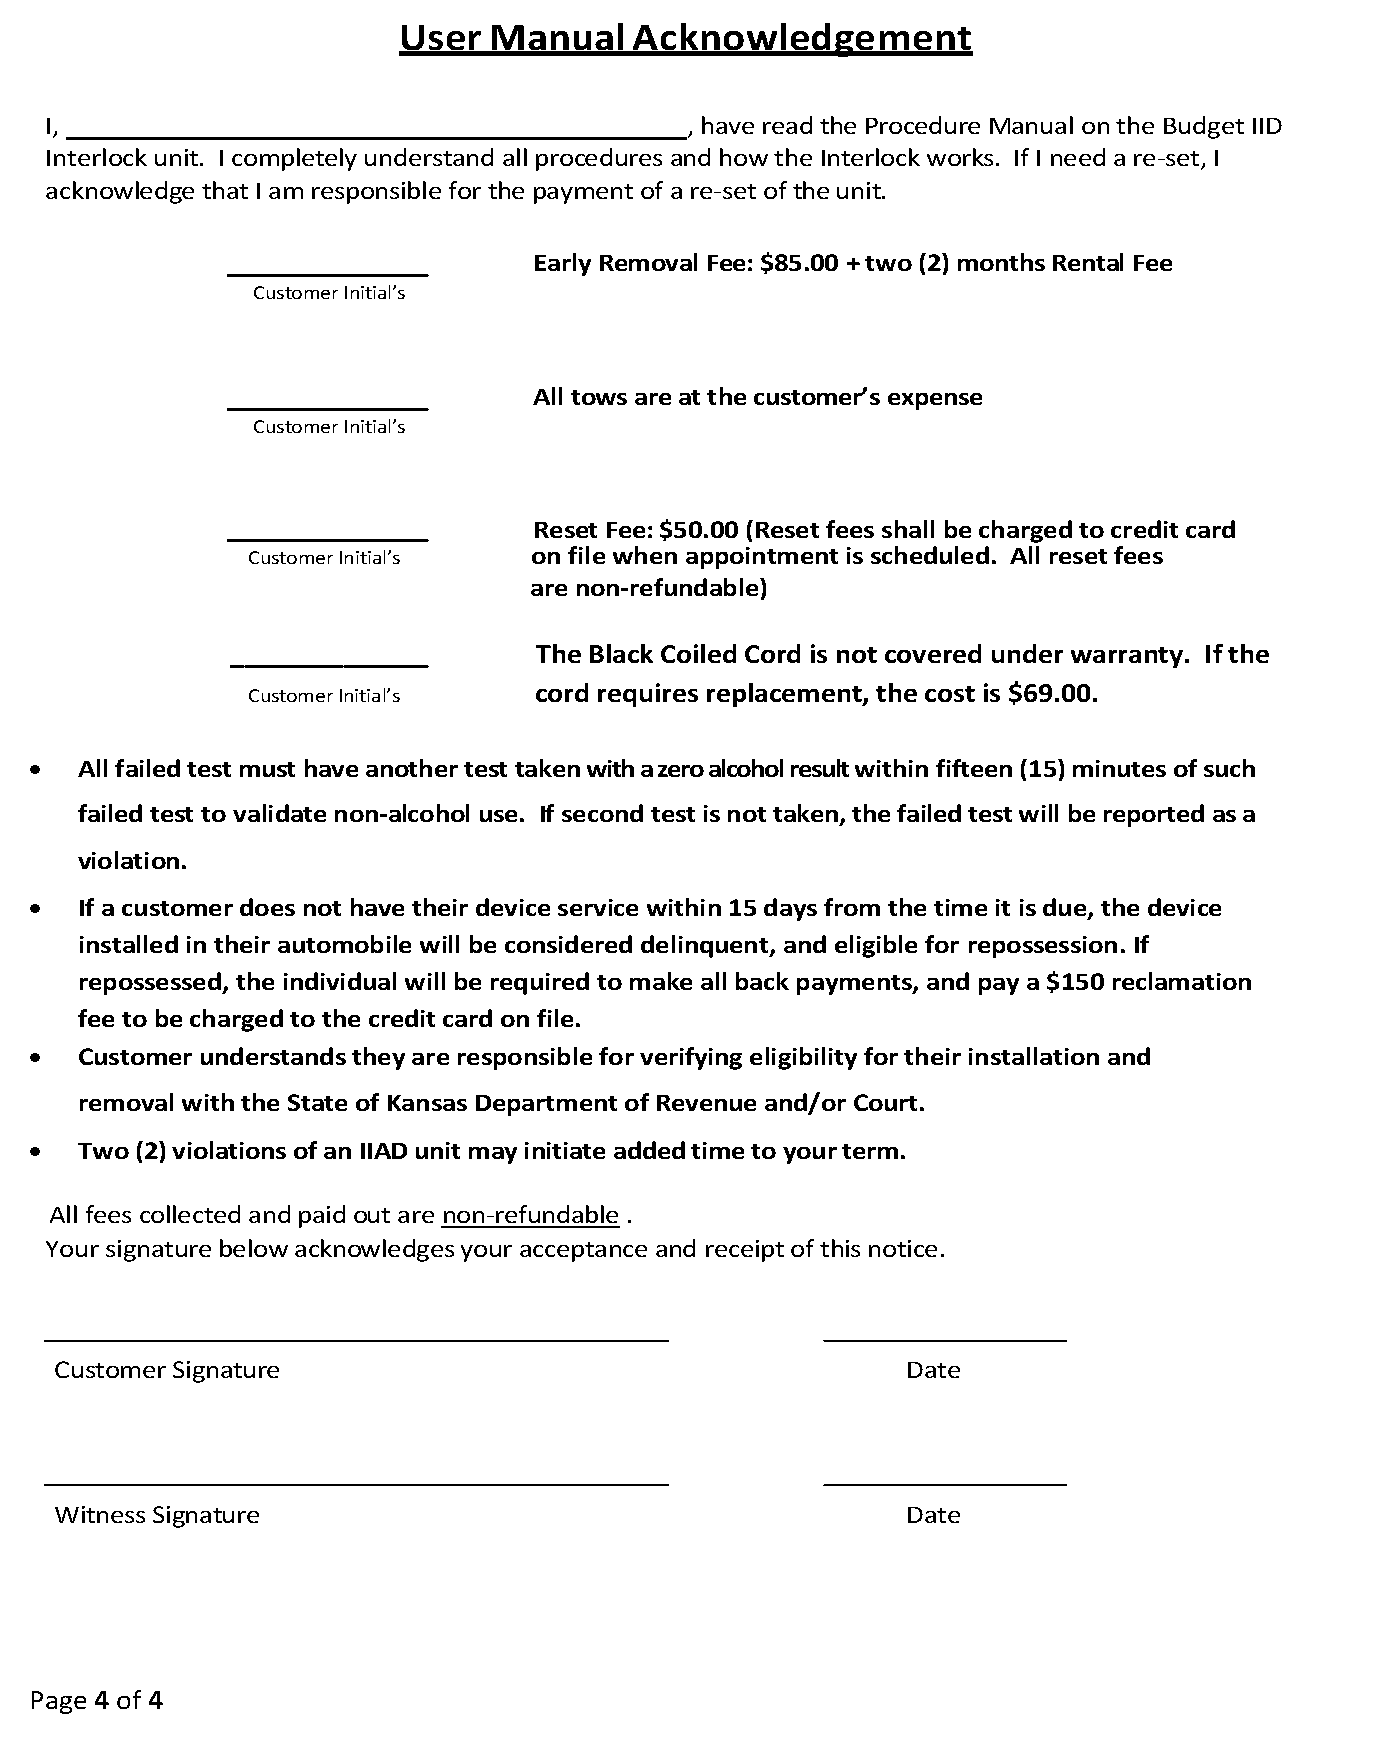 User Manual Acknowledgement
I, ______________________________, have read the Procedure Manual on the Budget IID
Interlock unit. I completely understand all procedures and how the Interlock works. If I need a re-set, I
acknowledge that I am responsible for the payment of a re-set of the unit.
Early Removal Fee: $85.00 + two (2) months Rental Fee
Customer Initial’s
All tows are at the customer’s expense
Customer Initial’s
Reset Fee: $50.00 (Reset fees shall be charged to credit card
Customer Initial’s
on file when appointment is scheduled. All reset fees
are non-refundable)
The Black Coiled Cord is not covered under warranty. If the
Customer Initial’s
cord requires replacement, the cost is $69.00.
• All failed test must have another test taken with a zero alcohol result within fifteen (15) minutes of such
failed test to validate non-alcohol use. If second test is not taken, the failed test will be reported as a
violation.
• If a customer does not have their device service within 15 days from the time it is due, the device
installed in their automobile will be considered delinquent, and eligible for repossession. If
repossessed, the individual will be required to make all back payments, and pay a $150 reclamation
fee to be charged to the credit card on file.
• Customer understands they are responsible for verifying eligibility for their installation and
removal with the State of Kansas Department of Revenue and/or Court.
• Two (2) violations of an IIAD unit may initiate added time to your term.
All fees collected and paid out are non-refundable .
Your signature below acknowledges your acceptance and receipt of this notice.
Customer Signature Date
Witness Signature Date
Page 4 of 4